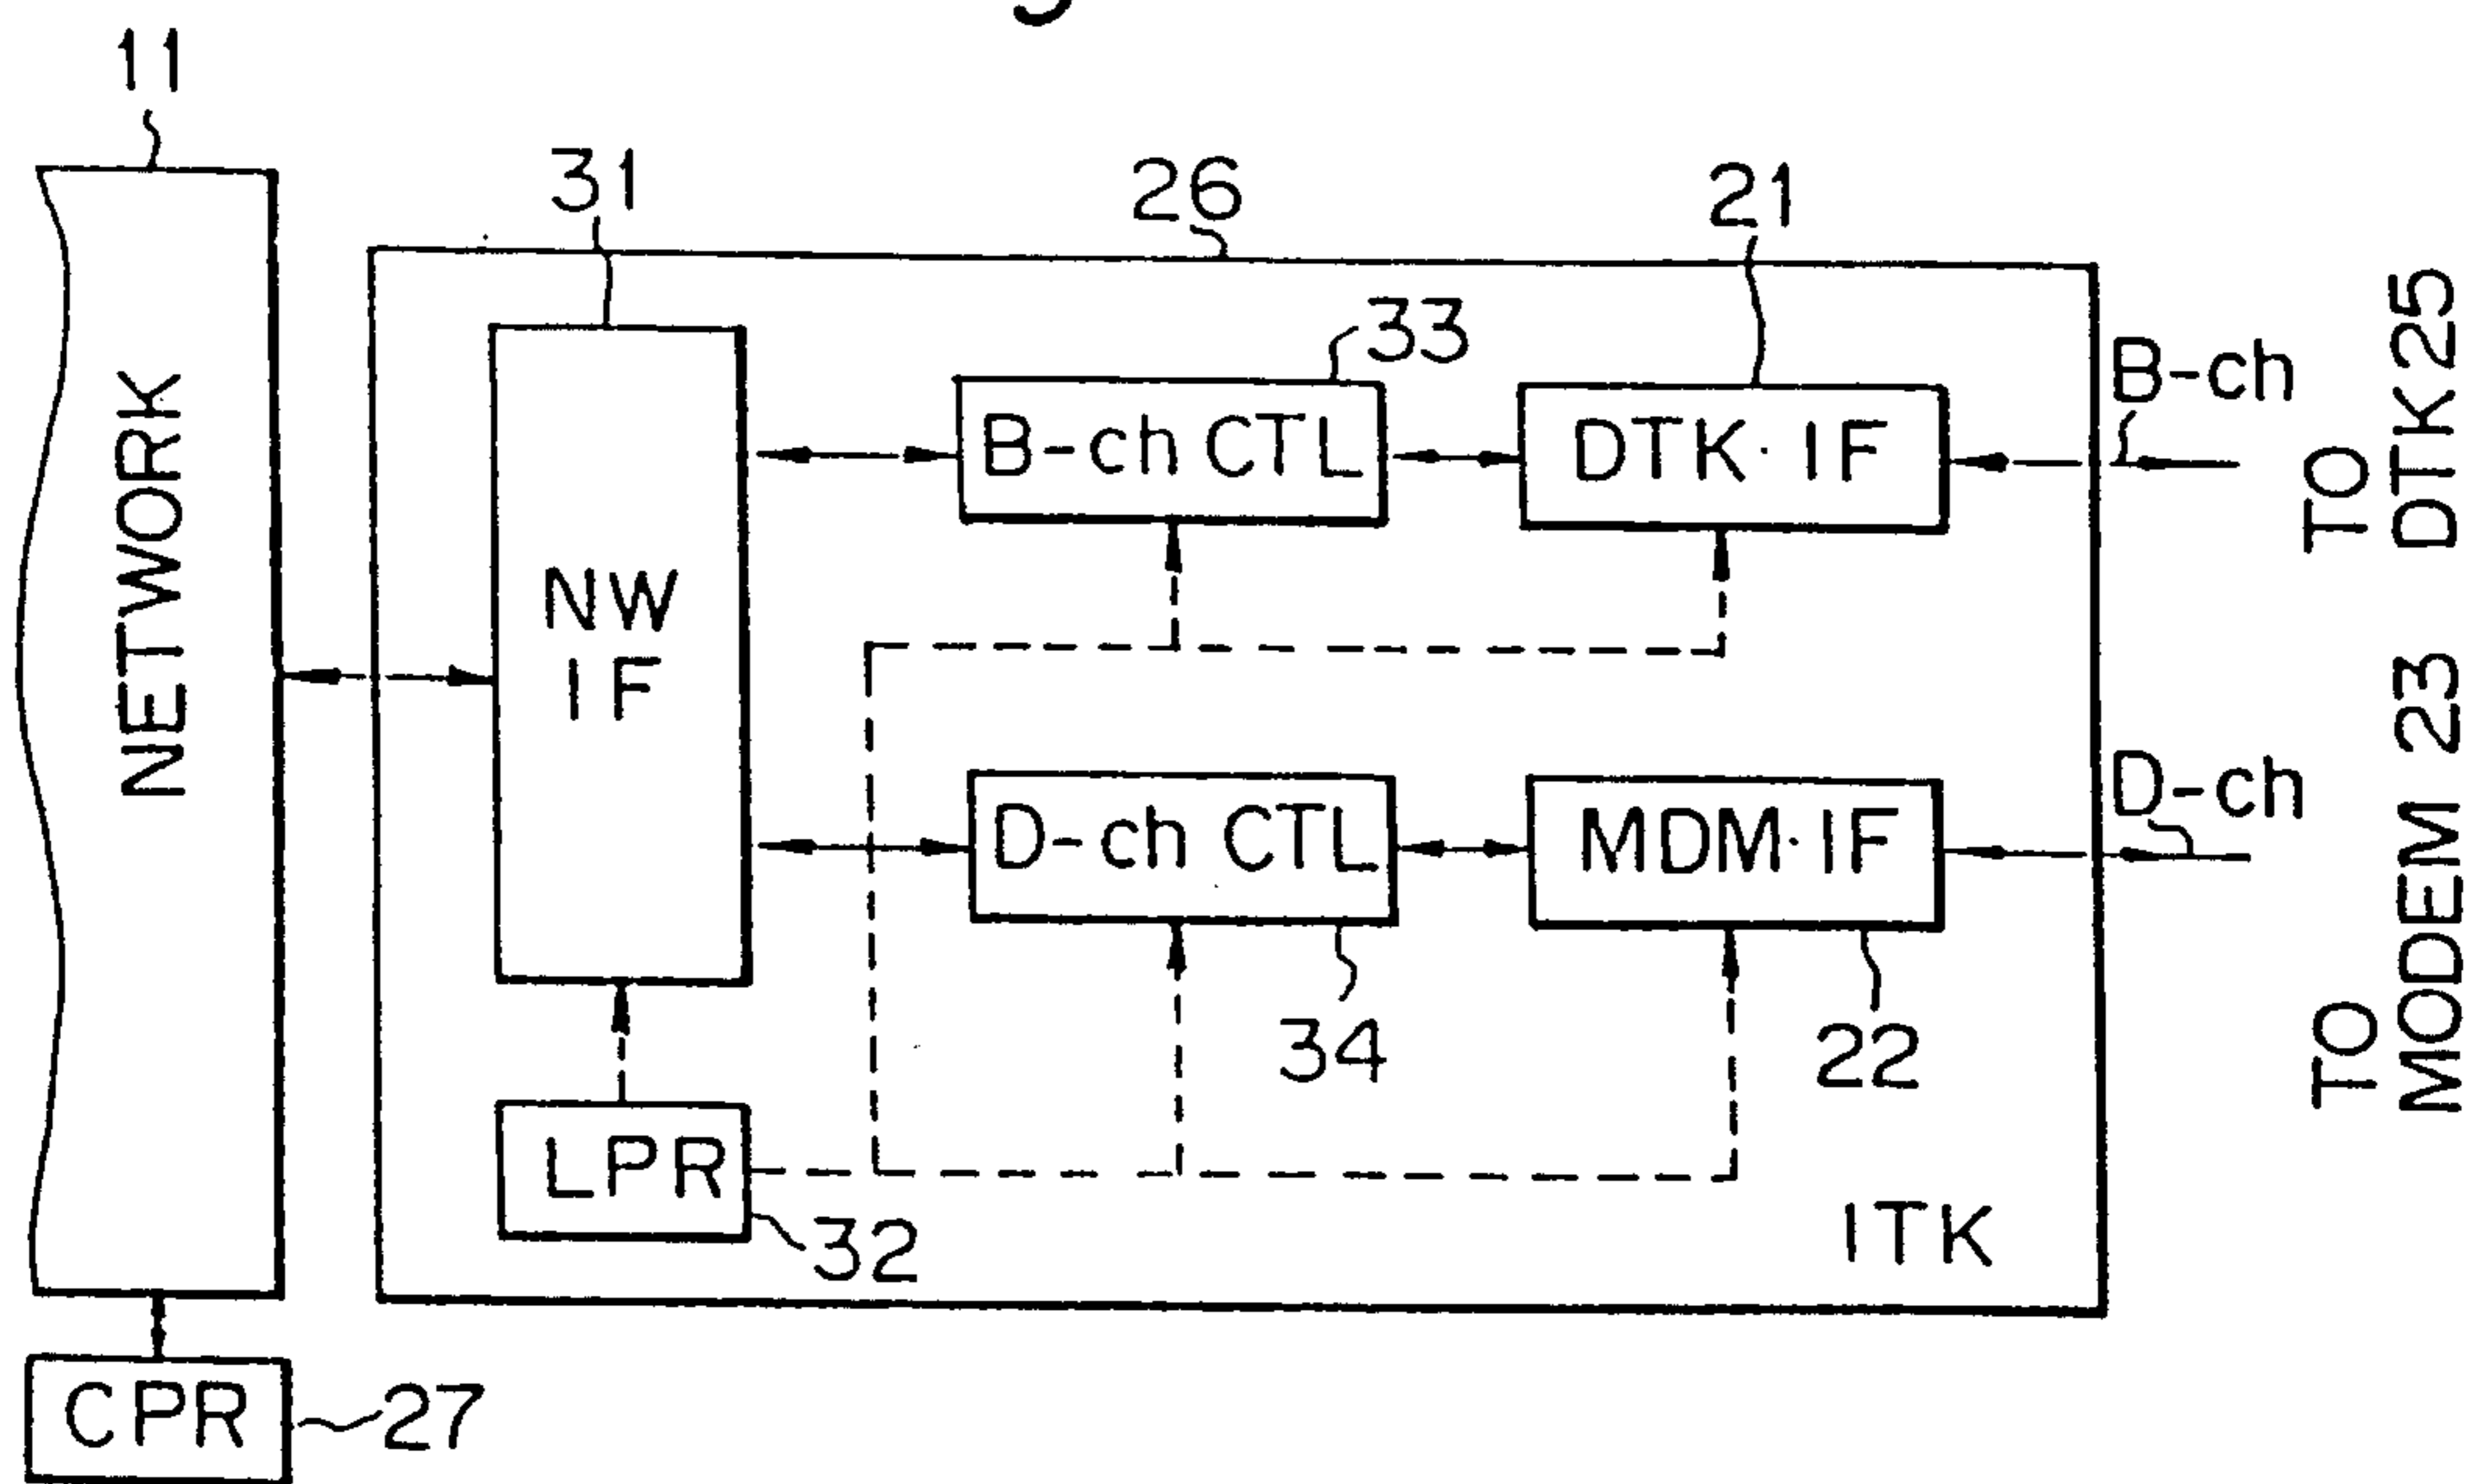 11
31
26
21
33
NETWORK
NW
IF
B-ch CTL
DTK·IF
B-ch
TO
DTK25
D-ch CTL
MDM·IF
D-ch
TO
MODEM 23
34
22
LPR
32
ITK
CPR
27